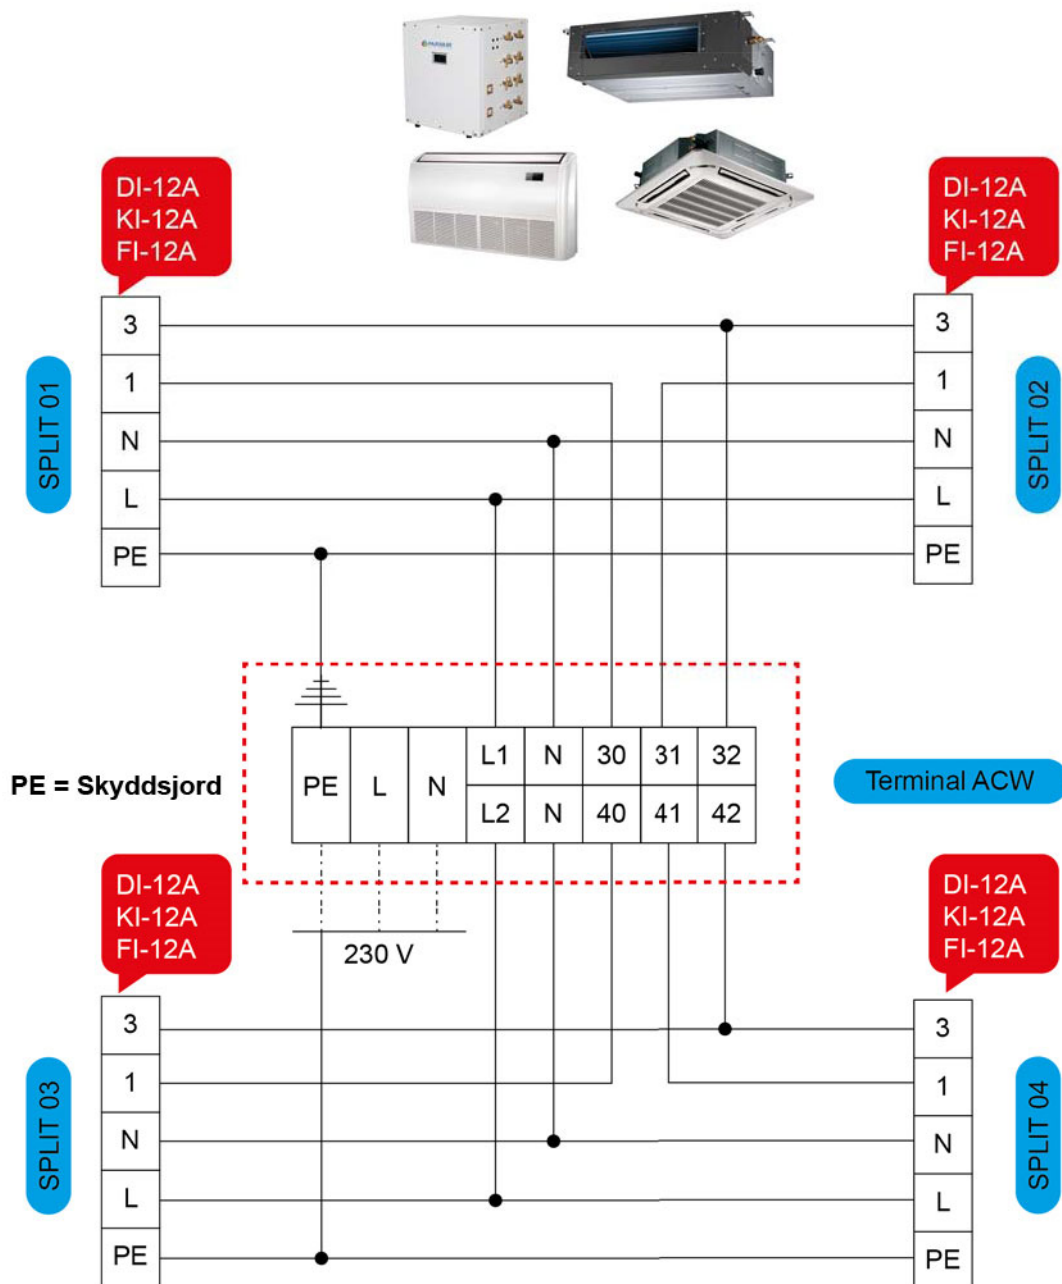 DI-12A
KI-12A
FI-12A
DI-12A
KI-12A
FI-12A
SPLIT 01
3
1
N
L
PE
3
1
N
L
PE
SPLIT 02
PE = Skyddsjord
PE
L
N
L1
N
30
31
32
L2
N
40
41
42
Terminal ACW
230 V
DI-12A
KI-12A
FI-12A
DI-12A
KI-12A
FI-12A
SPLIT 03
3
1
N
L
PE
3
1
N
L
PE
SPLIT 04